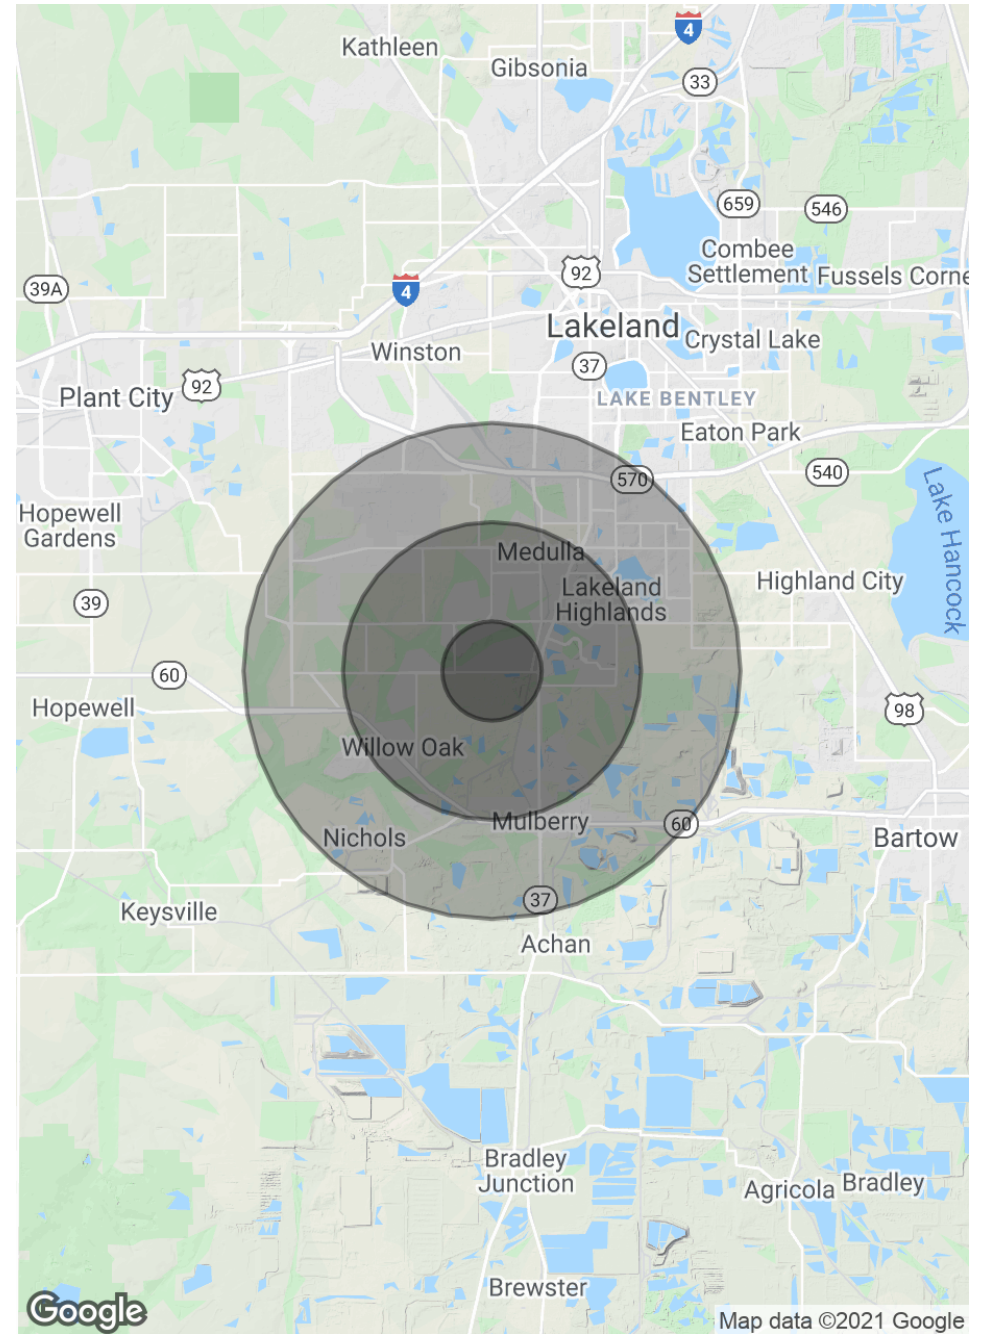 4
Kathleen
Gibsonia
33
659
546
Combee
Settlement
Fussels Corne
92
39A
4
Lakeland
Crystal Lake
Winston
37
92
Plant City
LAKE BENTLEY
Eaton Park
570
540
Hopewell
Gardens
Lake Hancock
Medulla
Lakeland
Highlands
Highland City
39
60
Hopewell
98
Willow Oak
Mulberry
60
Nichols
Bartow
37
Keysville
Achan
Bradley
Junction
Agricola
Bradley
Brewster
Google
Map data ©2021 Google